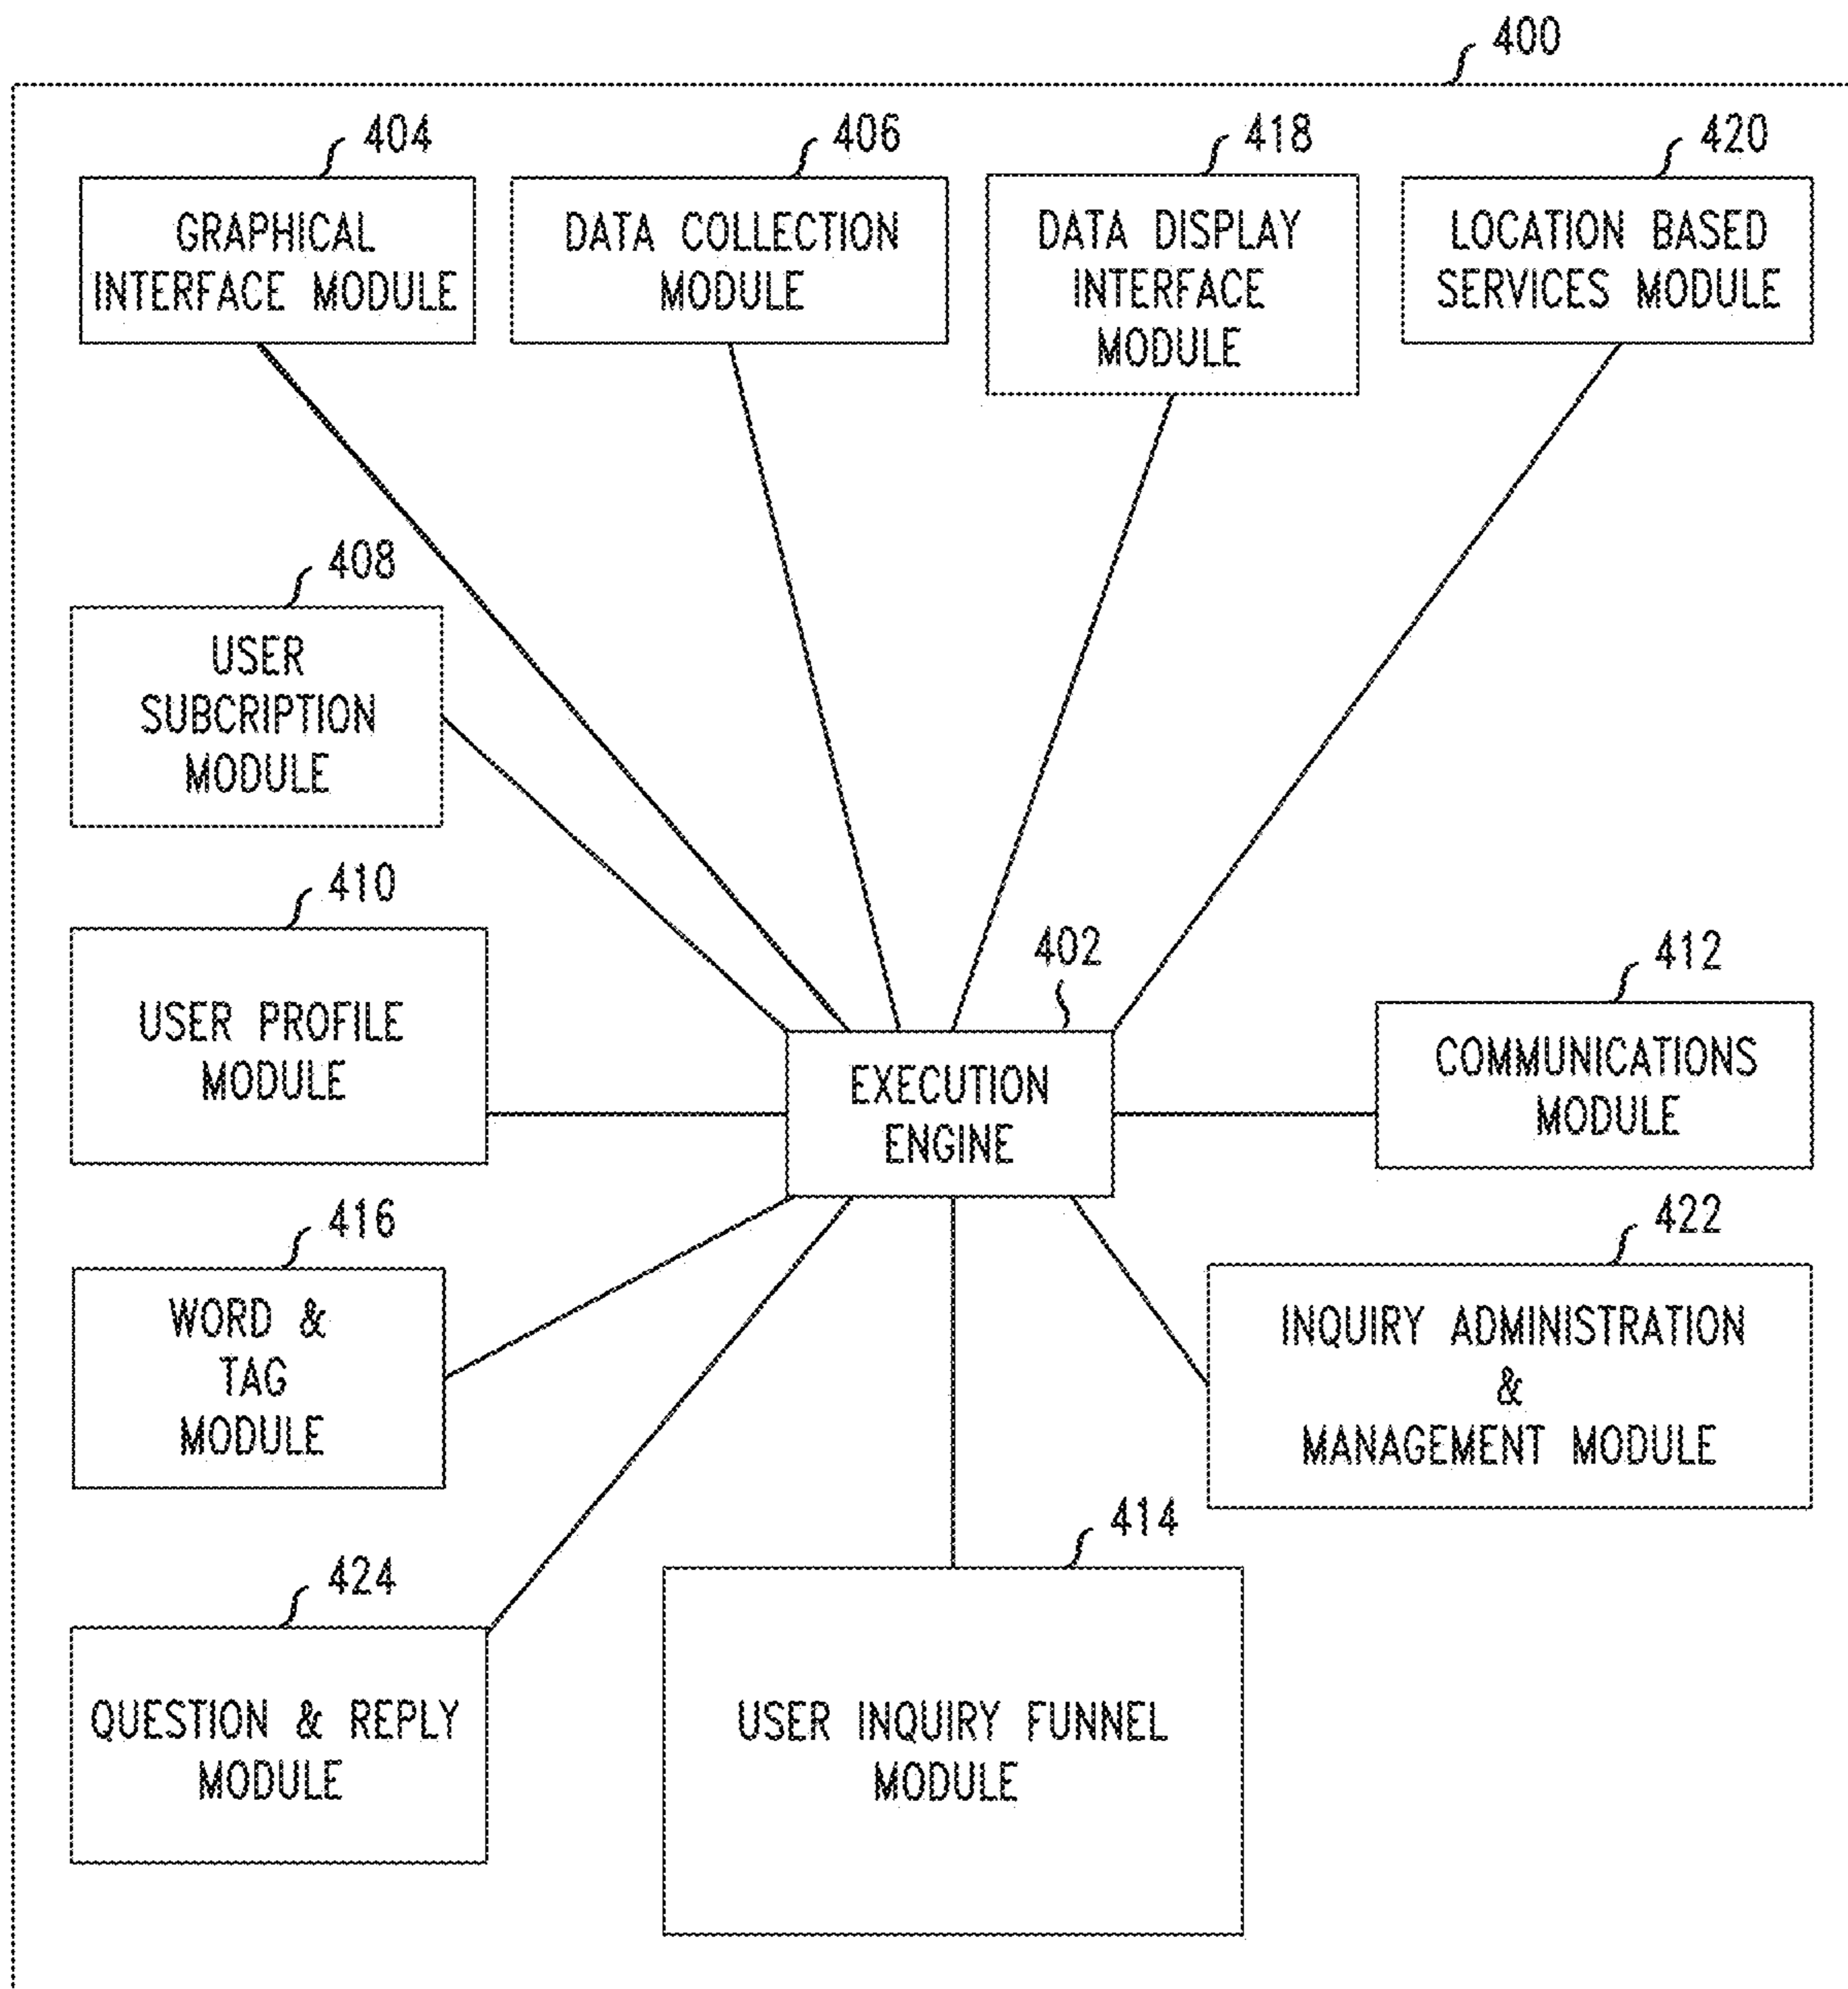 400
404
GRAPHICAL
INTERFACE MODULE
406
DATA COLLECTION
MODULE
418
DATA DISPLAY
INTERFACE
MODULE
420
LOCATION BASED
SERVICES MODULE
408
USER
SUBCRIPTION
MODULE
410
USER PROFILE
MODULE
402
EXECUTION
ENGINE
412
COMMUNICATIONS
MODULE
416
WORD &
TAG
MODULE
422
INQUIRY ADMINISTRATION
&
MANAGEMENT MODULE
424
QUESTION & REPLY
MODULE
414
USER INQUIRY FUNNEL
MODULE